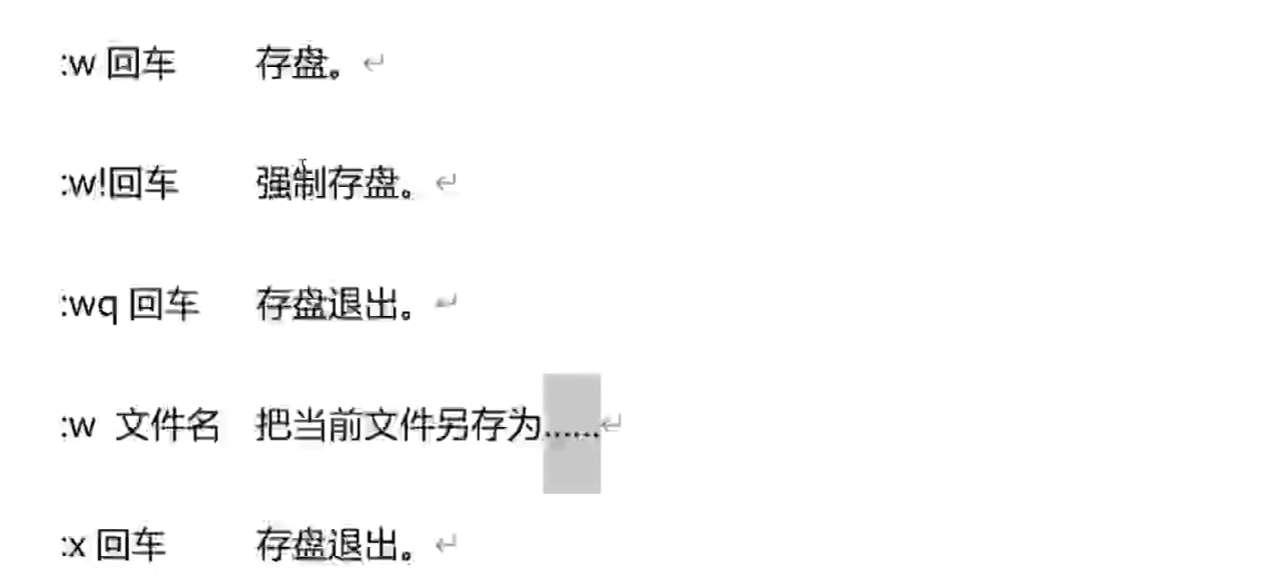 :w 回车 存盘。
:w!回车 强制存盘。
:wq 回车 存盘退出。
:w 文件名 把当前文件另存为……
:x 回车 存盘退出。